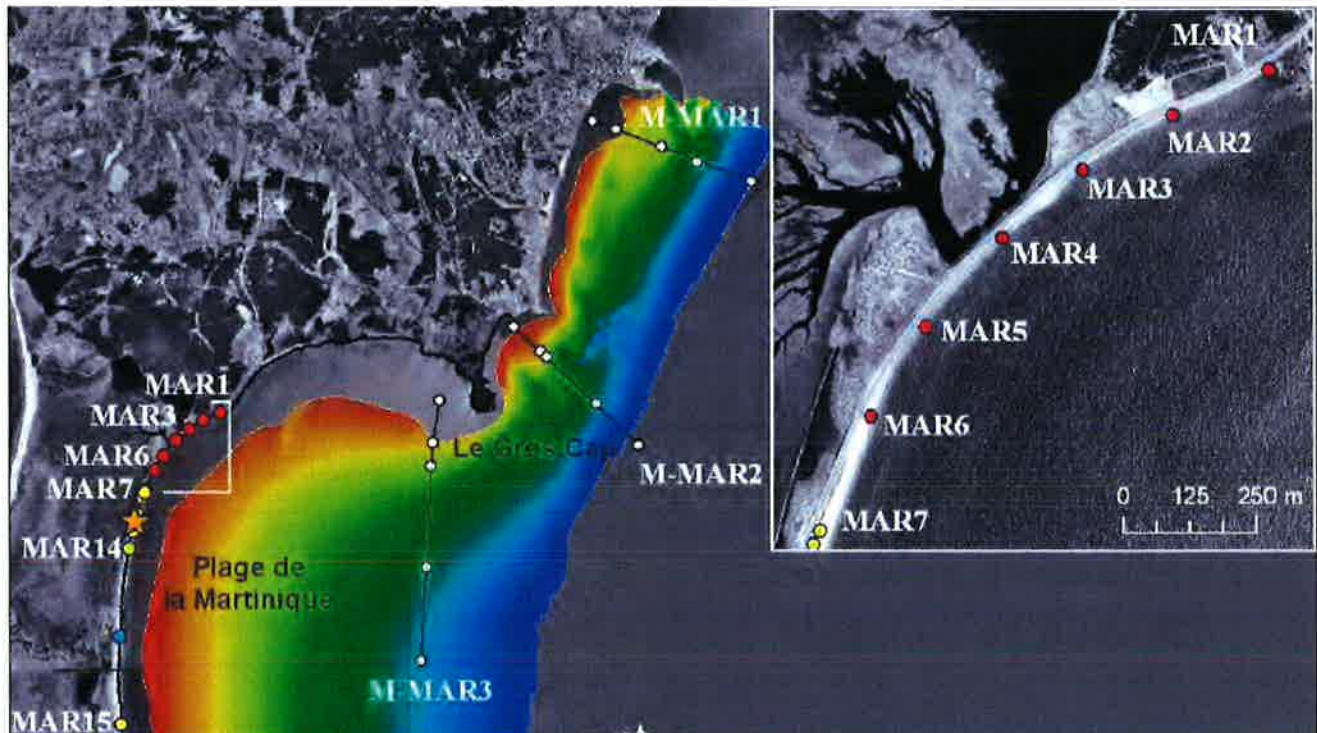 M-MAR1
MAR1
MAR3
MAR6
MAR7
MAR14
MAR15
Le Gros Cap
M-MAR2
Plage de
la Martinique
M-MAR3
MAR1
MAR2
MAR3
MAR4
MAR5
MAR6
MAR7
0 125 250 m